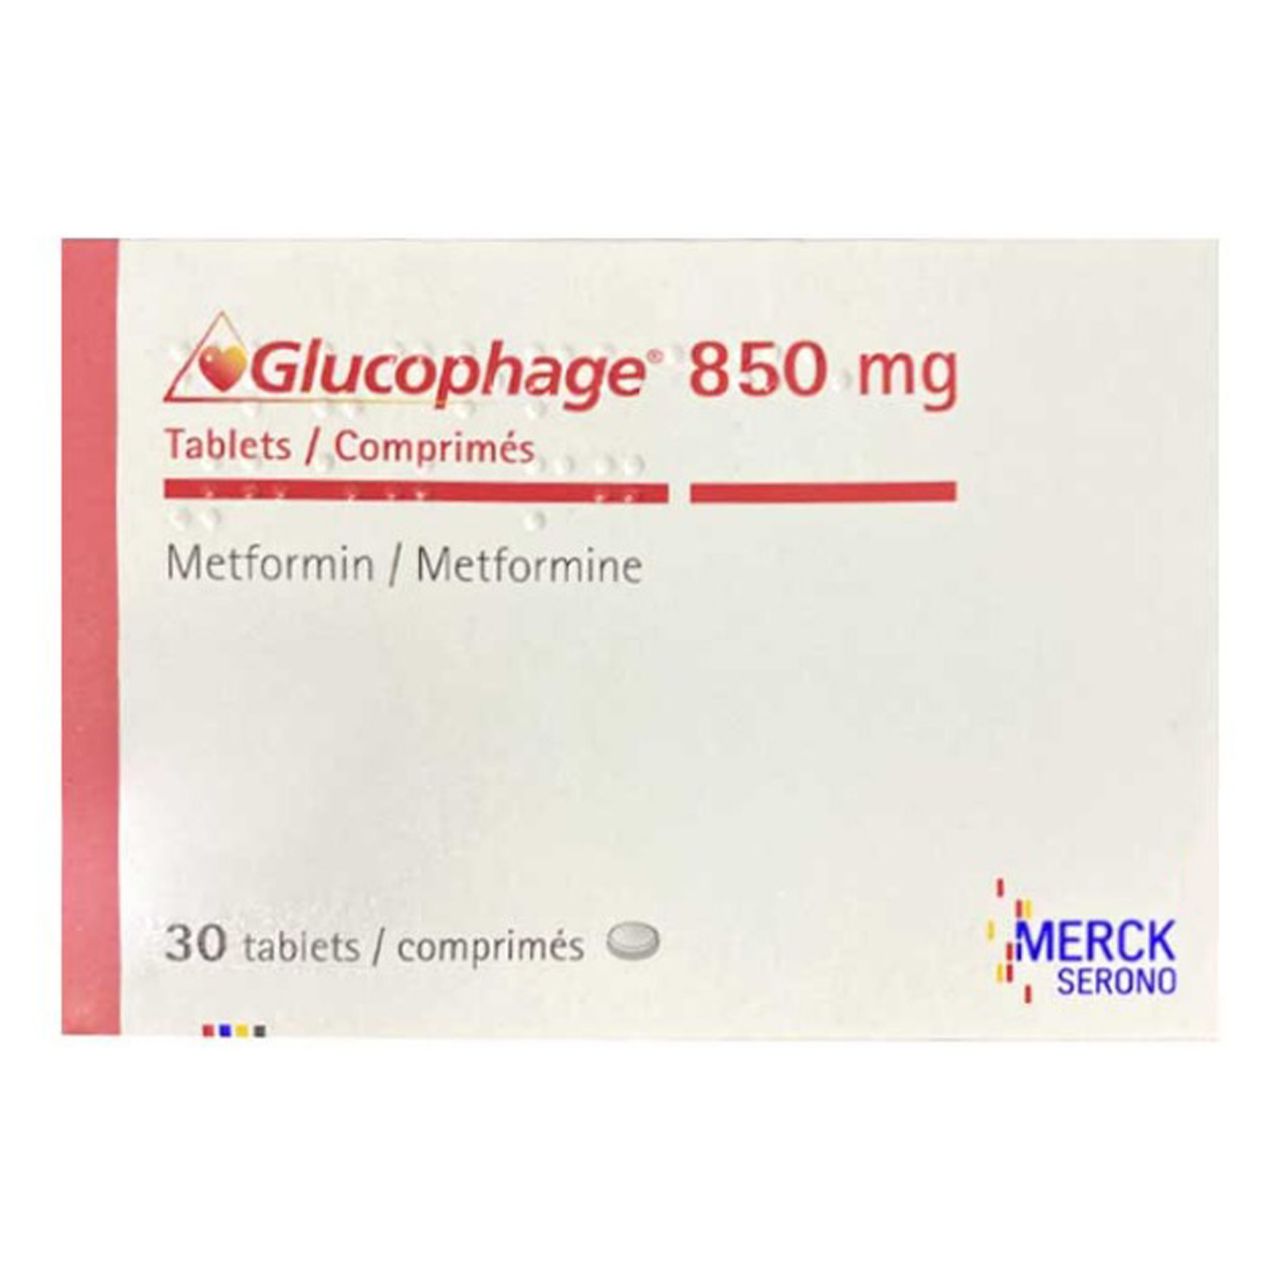 Glucophage® 850 mg
Tablets / Comprimés
Metformin / Metformine
30 tablets / comprimés
MERCK
SERONO